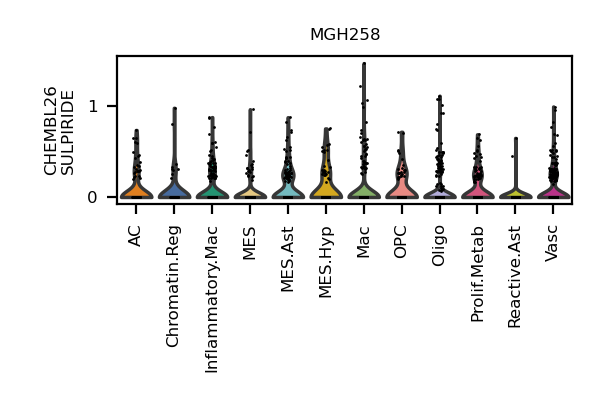 MGH258
CHEMBL26
SULPIRIDE
1
0
AC
Chromatin.Reg
Inflammatory.Mac
MES
MES.Ast
MES.Hyp
Mac
OPC
Oligo
Prolif.Metab
Reactive.Ast
Vasc